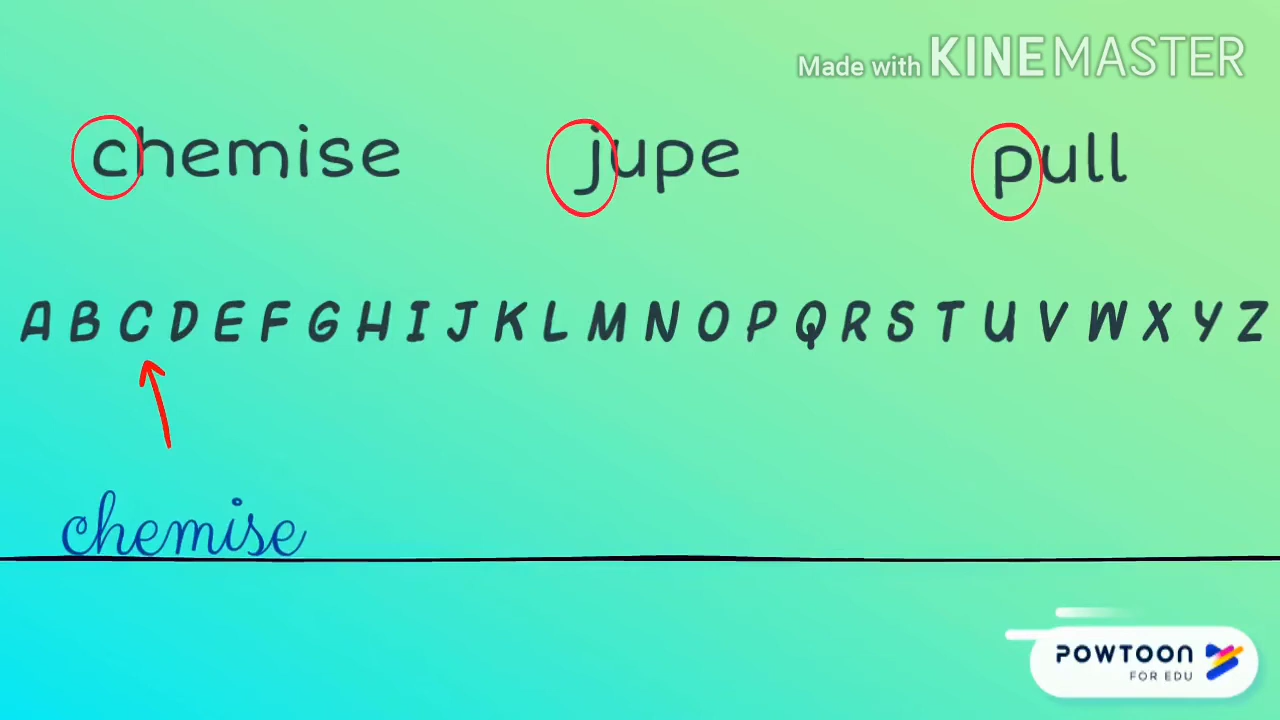 Made with KINEMASTER
chemise jupe pull
A B C D E F G H I J K L M N O P Q R S T U V W X Y Z
chemise
POWTOON
FOR EDU